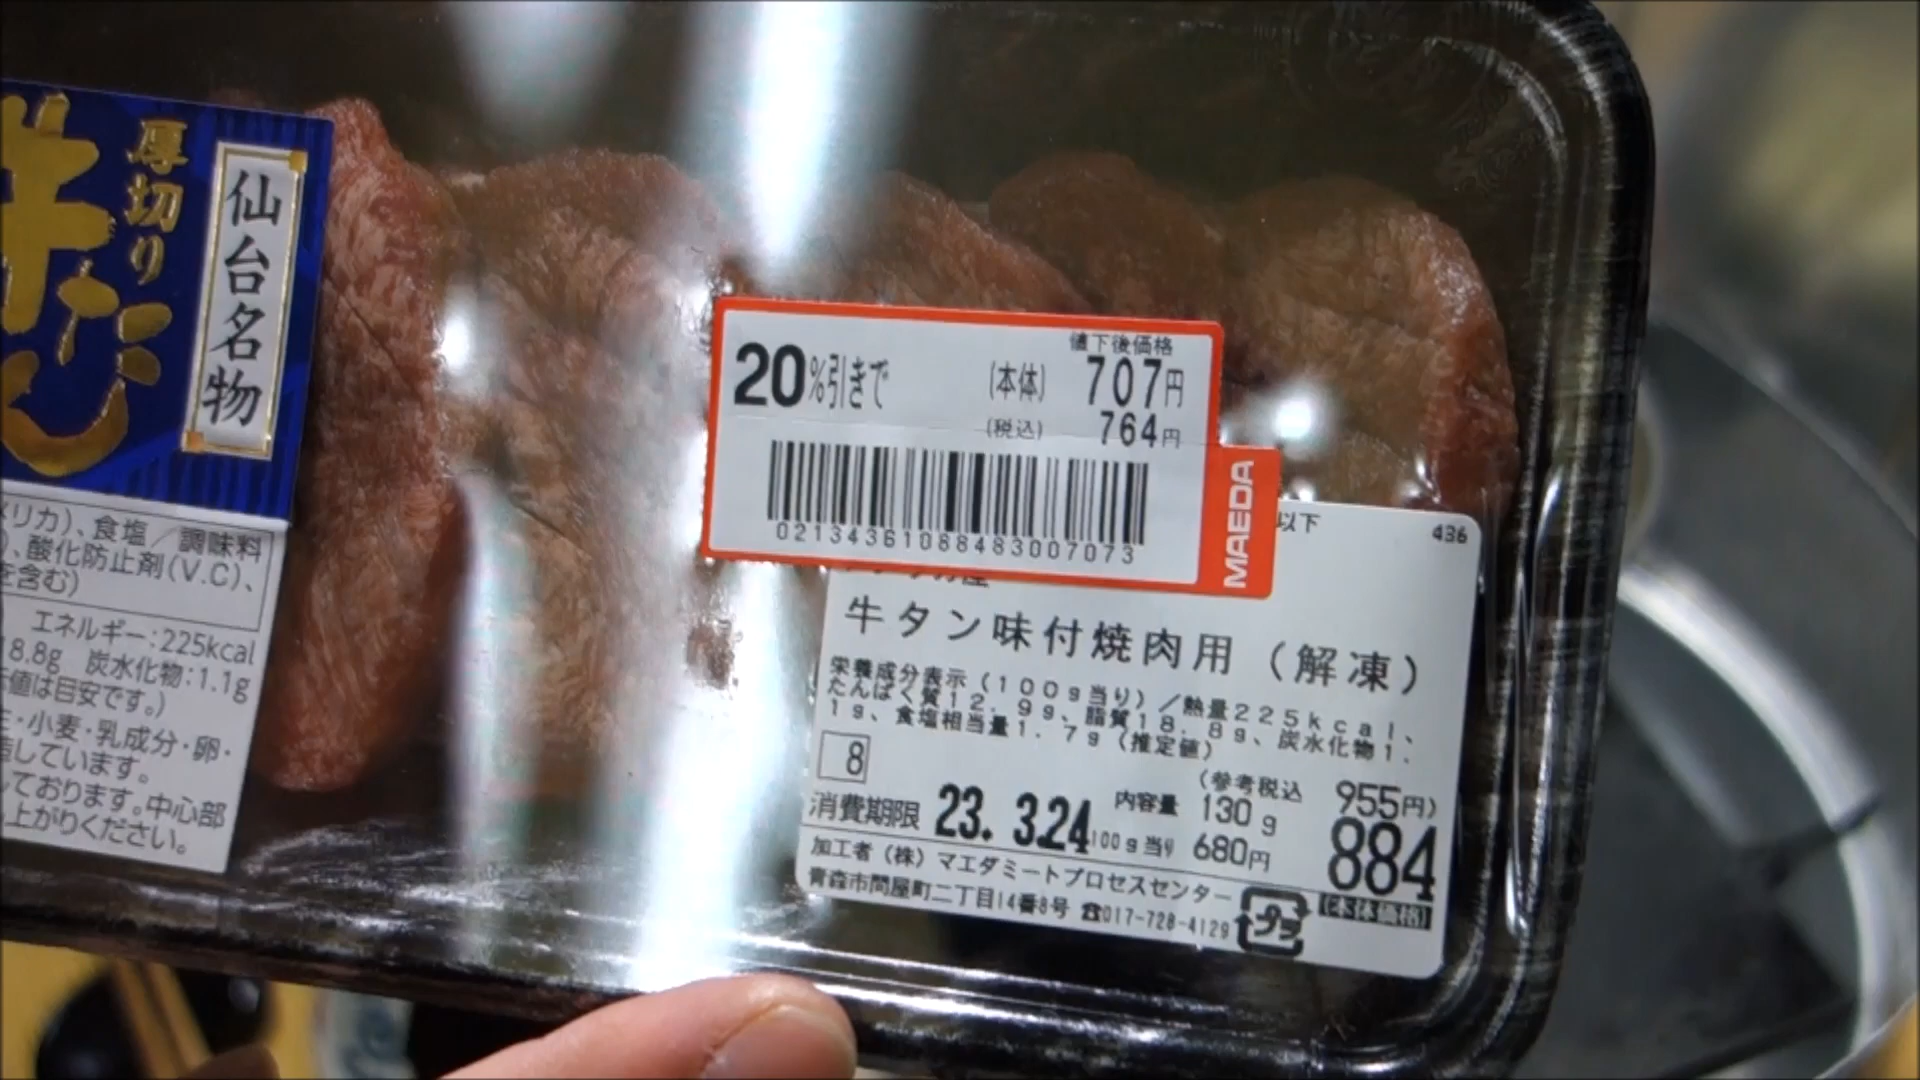 仙台名物
厚切り
牛たん
メリカ)、食塩/調味料
)、酸化防止剤(V.C)、
を含む)
エネルギー:225kcal
18.8g 炭水化物:1.1g
値は目安です。)
・小麦・乳成分・卵・
しています。
しております。中心部
上がりください。
20%引きで
値下後価格
(本体) 707円
(税込) 764円
02134361088483007073
MAEDA
以下
436
牛タン味付焼肉用(解凍)
栄養成分表示(100g当り)/熱量225kcal、
たんぱく質12.9g、脂質18.8g、炭水化物1.
1g、食塩相当量1.7g(推定値)
8
(参考税込 955円)
消費期限 23. 3.24
内容量 130g
100g当り 680円
884
(本体価格)
加工者(株)マエダミートプロセスセンター
青森市問屋町二丁目14番8号 ☎017-728-4129
プラ